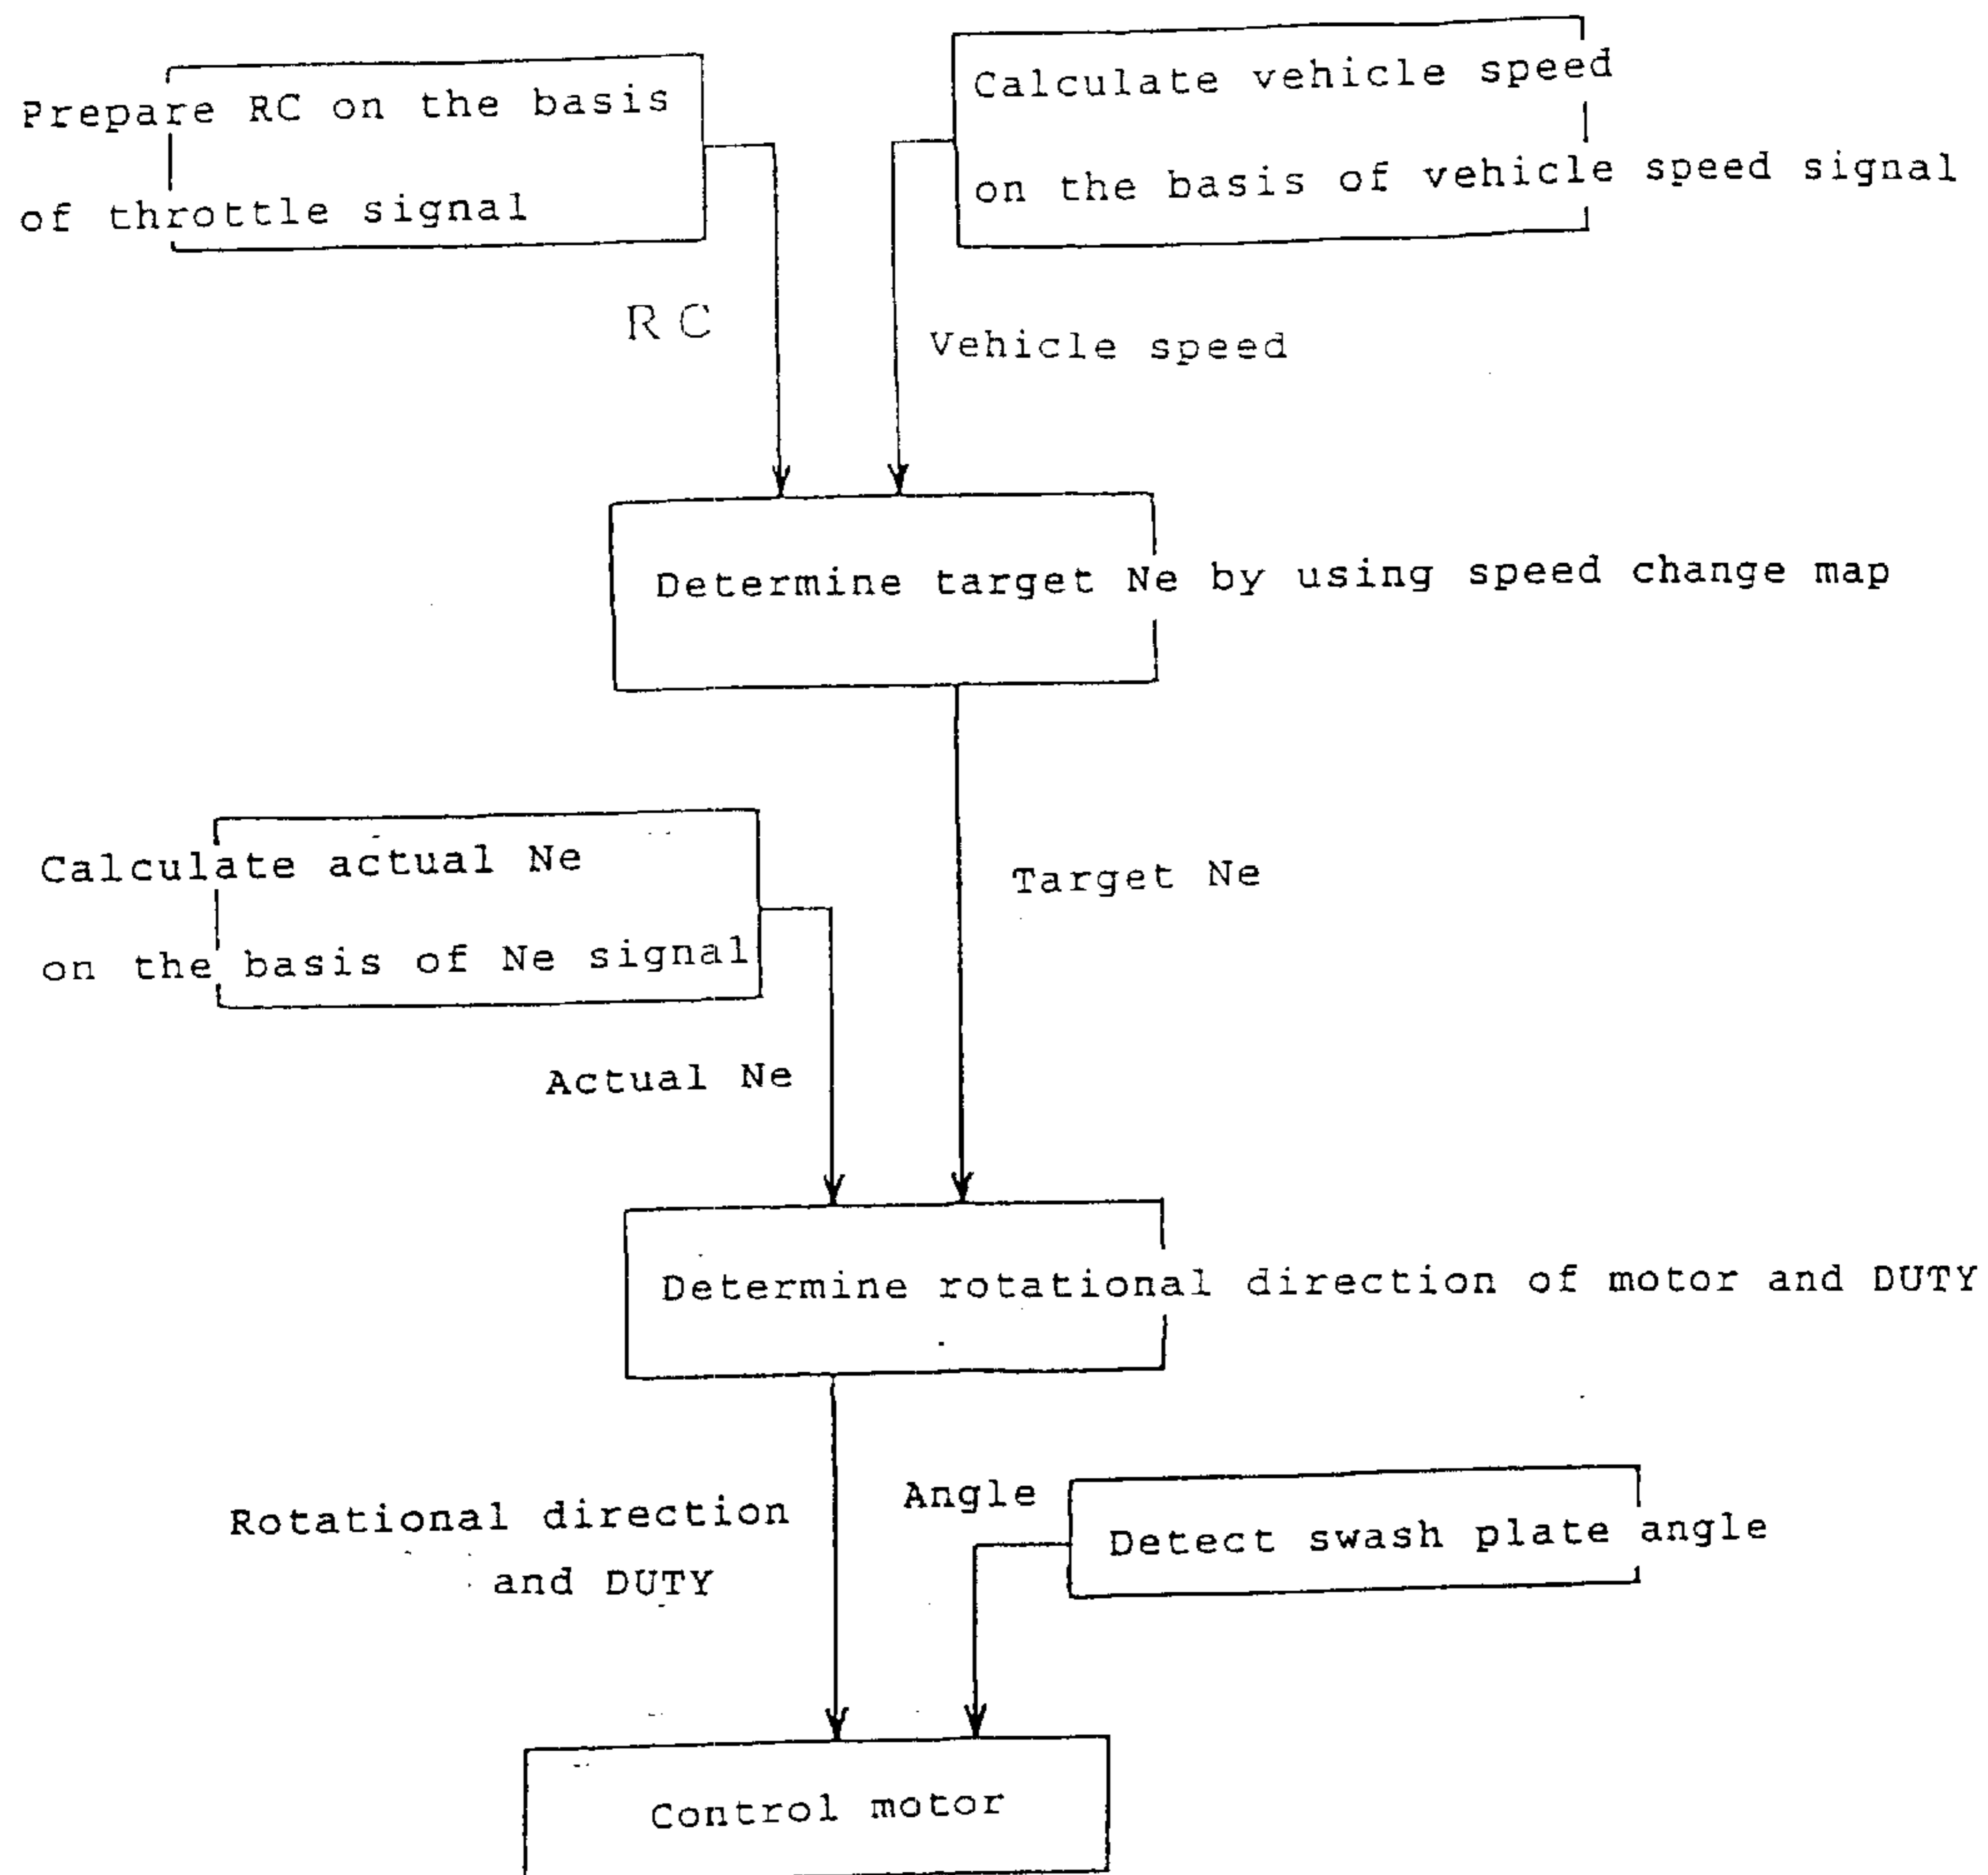 Prepare RC on the basis
of throttle signal
Calculate vehicle speed
on the basis of vehicle speed signal
RC
Vehicle speed
Determine target Ne by using speed change map
Calculate actual Ne
on the basis of Ne signal
Target Ne
Actual Ne
Determine rotational direction of motor and DUTY
Rotational direction
and DUTY
Angle
Detect swash plate angle
Control motor